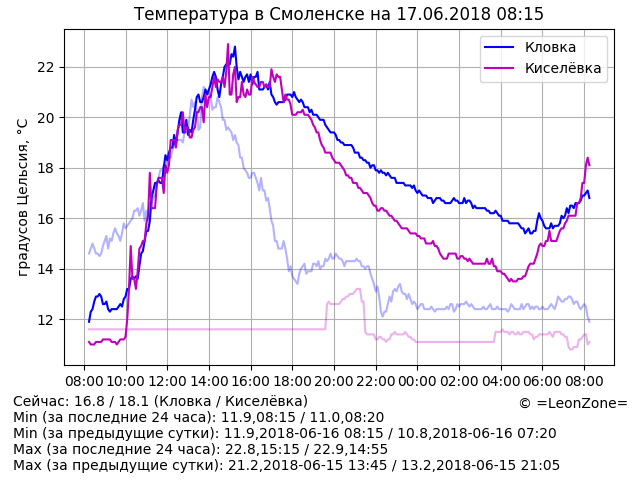 Температура в Смоленске на 17.06.2018 08:15
Кловка
Киселёвка
градусов Цельсия, °C
22
20
18
16
14
12
08:00 10:00 12:00 14:00 16:00 18:00 20:00 22:00 00:00 02:00 04:00 06:00 08:00
Сейчас: 16.8 / 18.1 (Кловка / Киселёвка)
© =LeonZone=
Min (за последние 24 часа): 11.9,08:15 / 11.0,08:20
Min (за предыдущие сутки): 11.9,2018-06-16 08:15 / 10.8,2018-06-16 07:20
Max (за последние 24 часа): 22.8,15:15 / 22.9,14:55
Max (за предыдущие сутки): 21.2,2018-06-15 13:45 / 13.2,2018-06-15 21:05